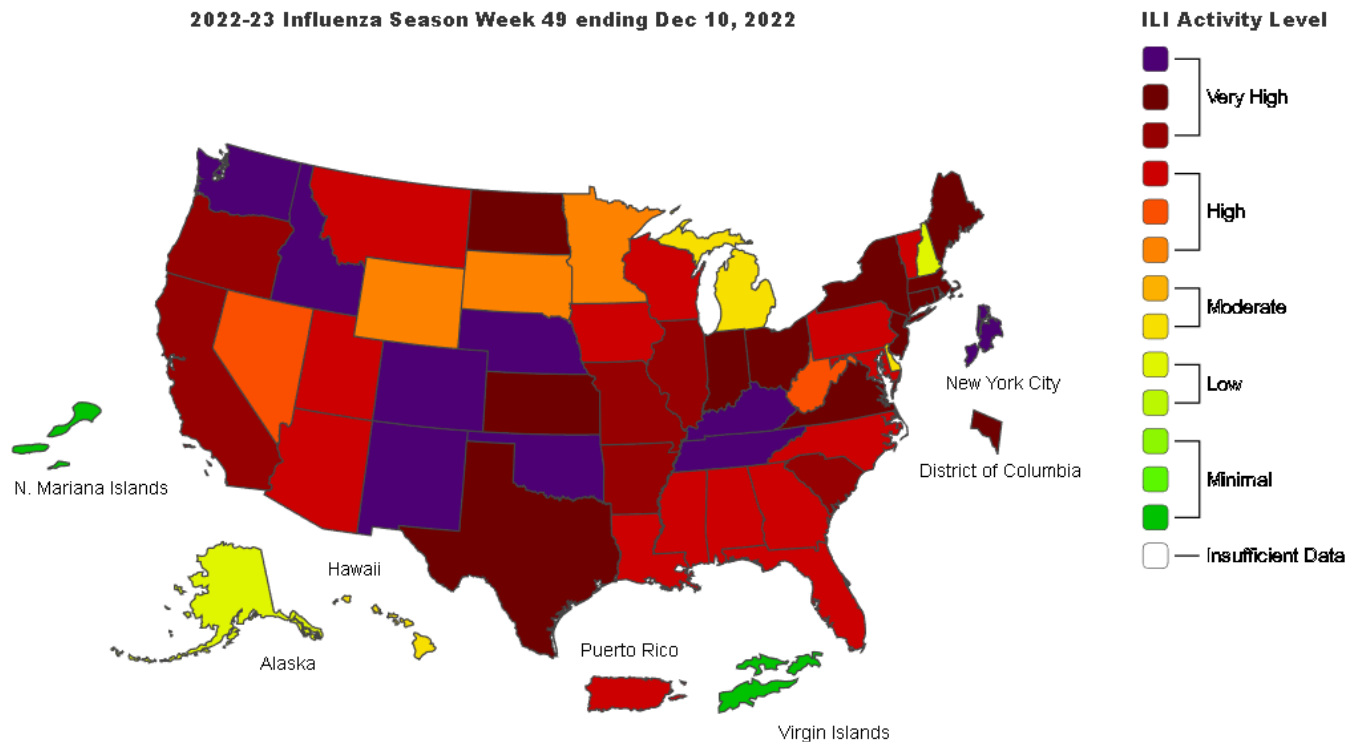 2022-23 Influenza Season Week 49 ending Dec 10, 2022
ILI Activity Level
Very High
High
Moderate
Low
Minimal
Insufficient Data
New York City
District of Columbia
N. Mariana Islands
Hawaii
Alaska
Puerto Rico
Virgin Islands